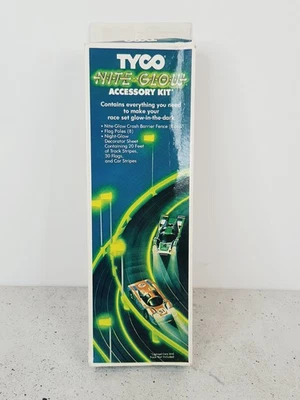 TYCO
NITE-GLOW
ACCESSORY KIT
Contains everything you need
to make your
race set glow-in-the-dark
• Nite-Glow Crash Barrier Fence
• Flag Poles (8)
• Night-Glow
Decorator Sheet
Containing 20 Feet
of Track Stripes,
30 Flags,
and Car Stripes